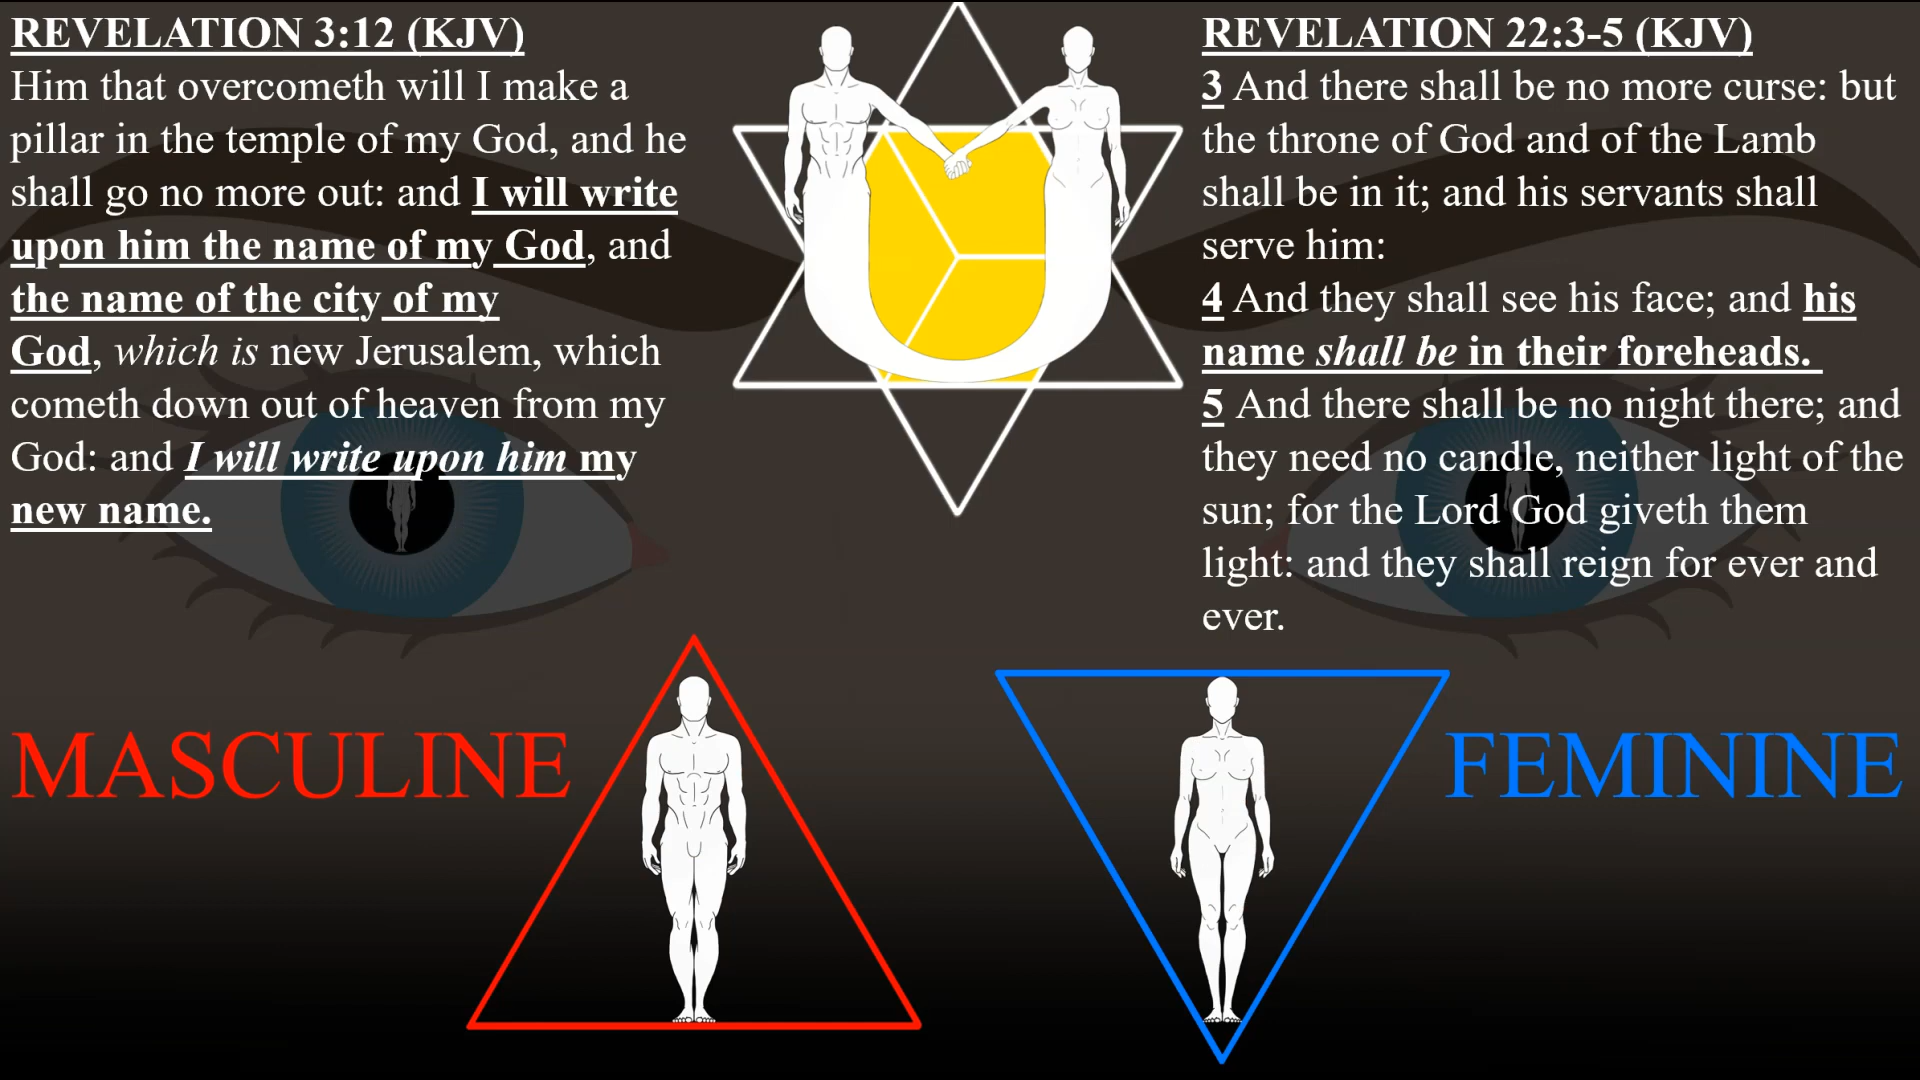 REVELATION 3:12 (KJV)
Him that overcometh will I make a
pillar in the temple of my God, and he
shall go no more out: and I will write
upon him the name of my God, and
the name of the city of my
God, which is new Jerusalem, which
cometh down out of heaven from my
God: and I will write upon him my
new name.
REVELATION 22:3-5 (KJV)
3 And there shall be no more curse: but
the throne of God and of the Lamb
shall be in it; and his servants shall
serve him:
4 And they shall see his face; and his
name shall be in their foreheads.
5 And there shall be no night there; and
they need no candle, neither light of the
sun; for the Lord God giveth them
light: and they shall reign for ever and
ever.
MASCULINE
FEMININE